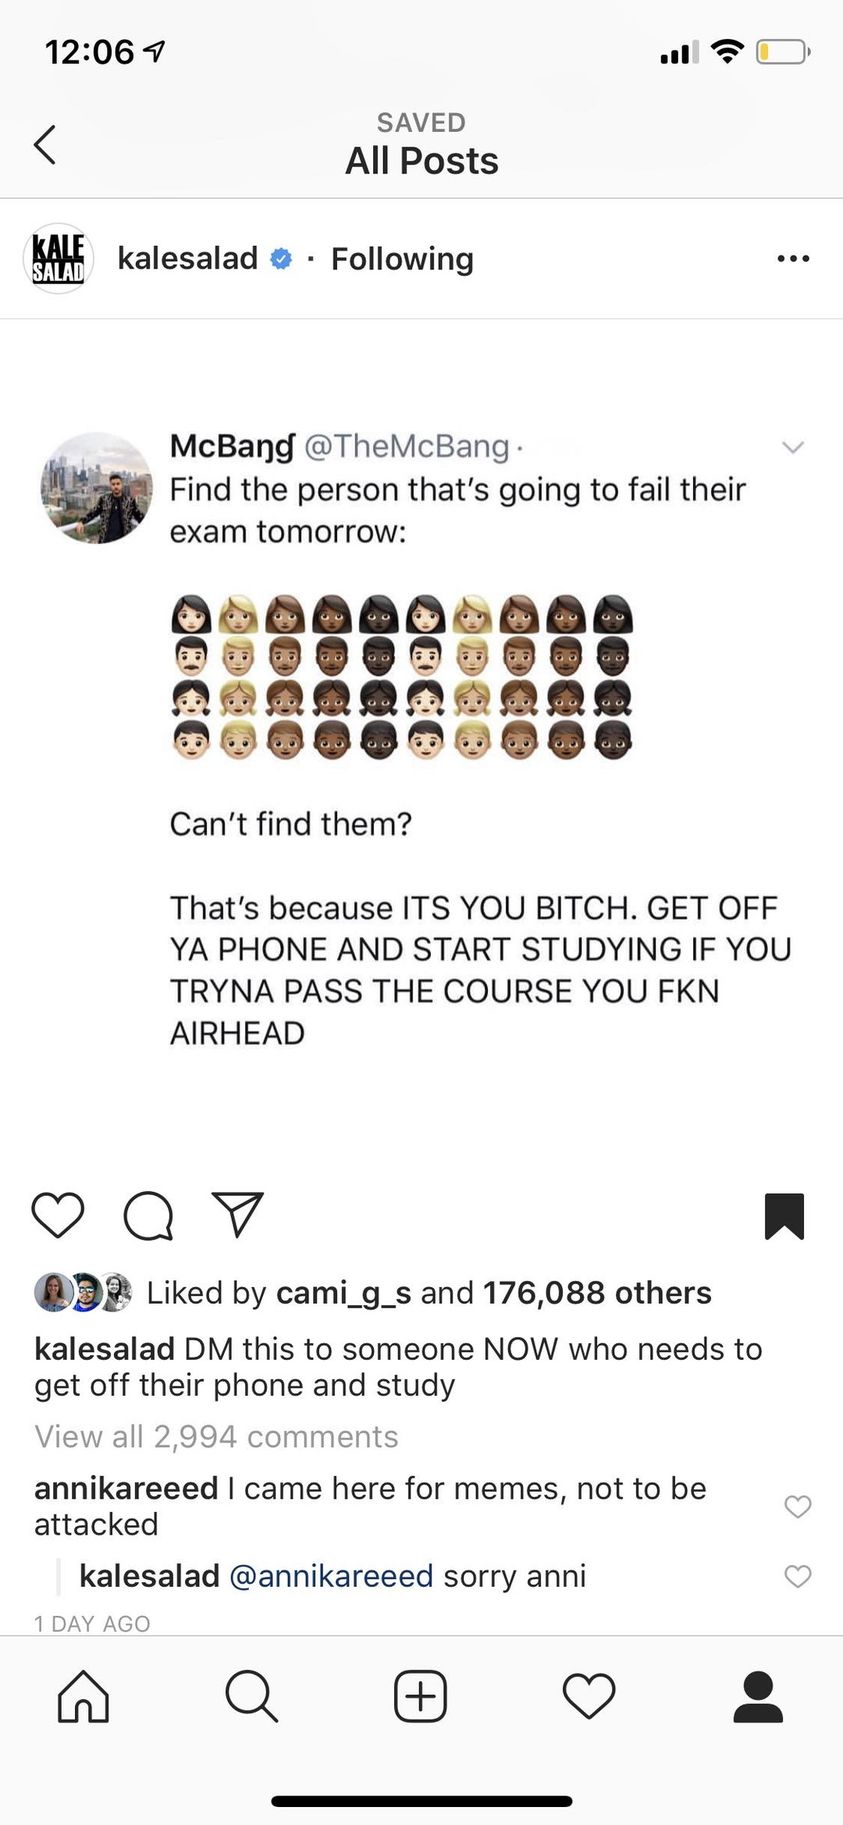 12:06
SAVED
All Posts
KALE
SALAD
kalesalad · Following
McBaŋɠ @TheMcBang ·
Find the person that's going to fail their
exam tomorrow:
👩🏻👩🏼👩🏽👩🏾👩🏿👩🏻👩🏼👩🏽👩🏾👩🏿
👨🏻👨🏼👨🏽👨🏾👨🏿👨🏻👨🏼👨🏽👨🏾👨🏿
👧🏻👧🏼👧🏽👧🏾👧🏿👧🏻👧🏼👧🏽👧🏾👧🏿
👦🏻👦🏼👦🏽👦🏾👦🏿👦🏻👦🏼👦🏽👦🏾👦🏿
Can't find them?
That's because ITS YOU BITCH. GET OFF
YA PHONE AND START STUDYING IF YOU
TRYNA PASS THE COURSE YOU FKN
AIRHEAD
Liked by cami_g_s and 176,088 others
kalesalad DM this to someone NOW who needs to
get off their phone and study
View all 2,994 comments
annikareeed I came here for memes, not to be
attacked
kalesalad @annikareeed sorry anni
1 DAY AGO